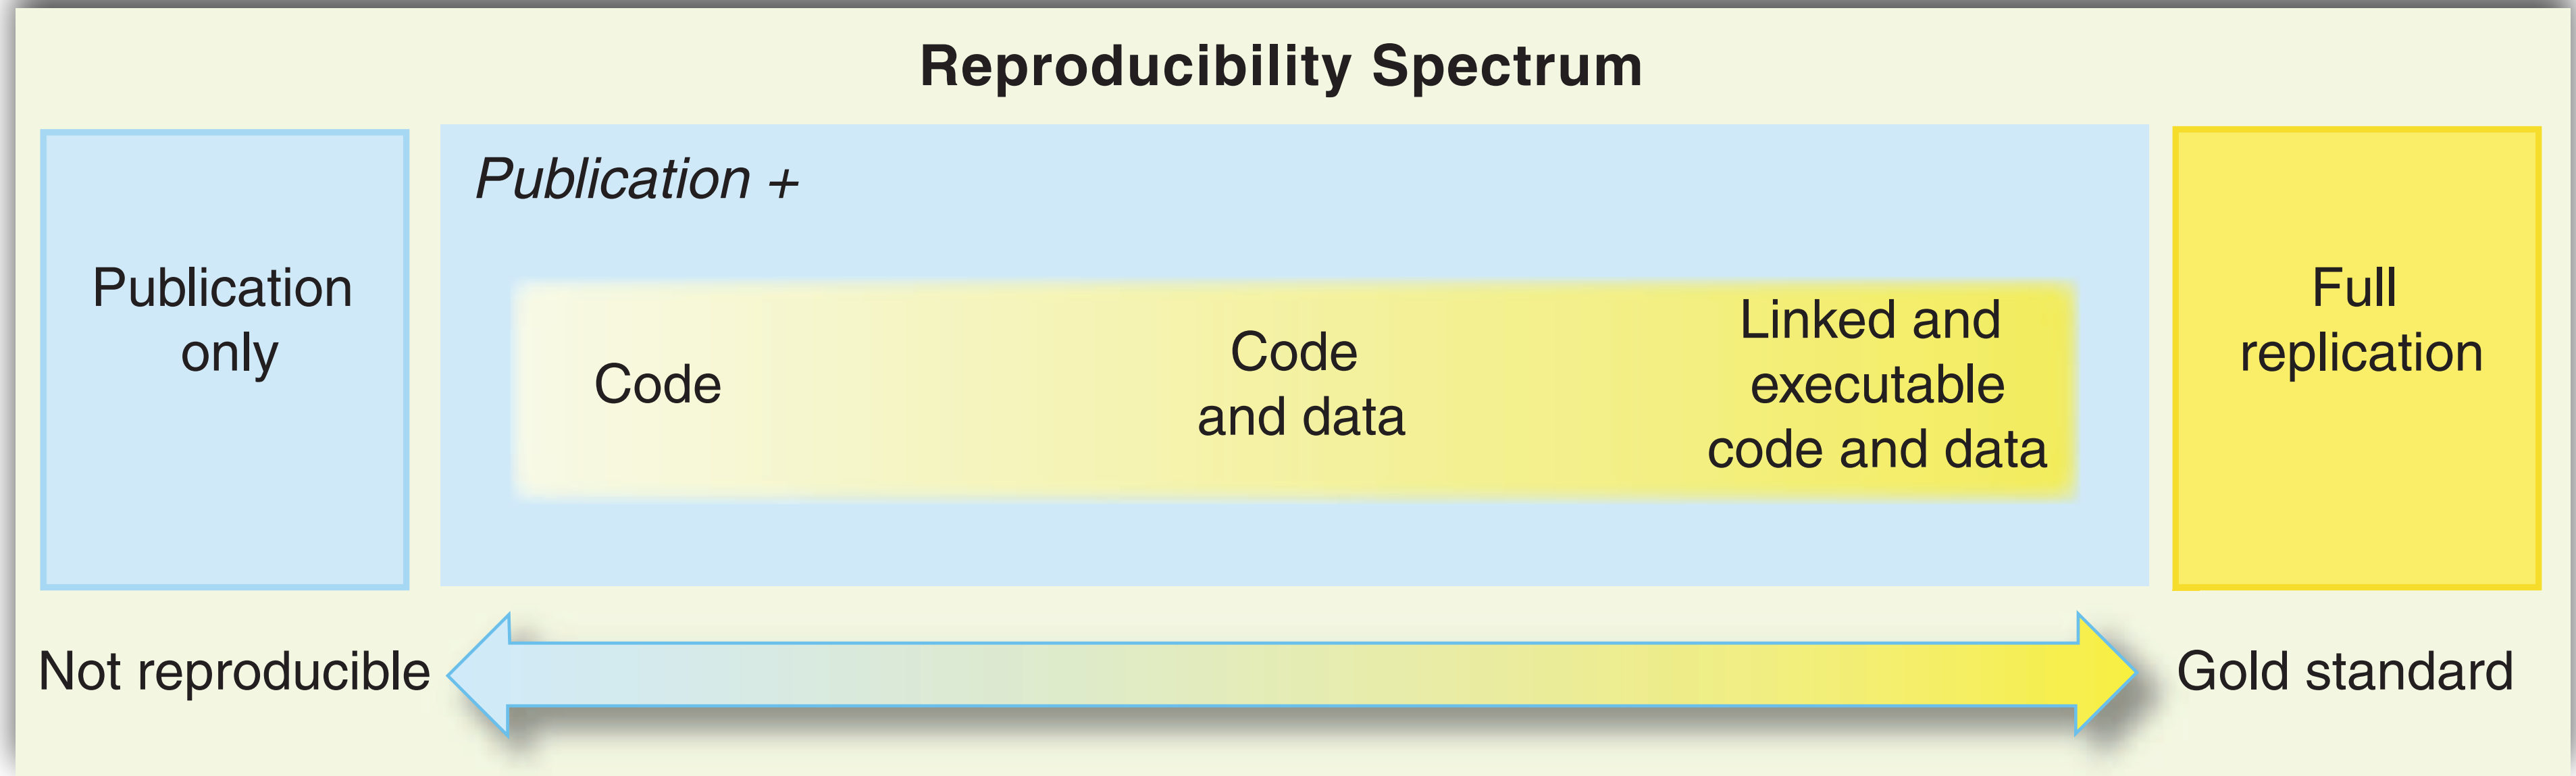 Reproducibility Spectrum
Publication
only
Publication +
Code
Code
and data
Linked and
executable
code and data
Full
replication
Not reproducible
Gold standard